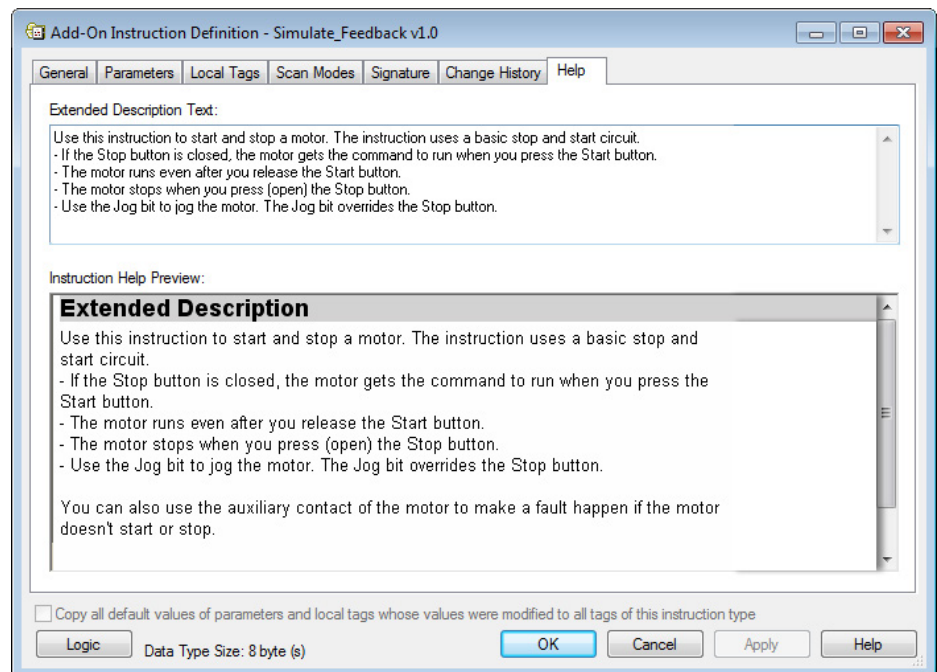 Add-On Instruction Definition - Simulate_Feedback v1.0
General Parameters Local Tags Scan Modes Signature Change History Help
Extended Description Text:
Use this instruction to start and stop a motor. The instruction uses a basic stop and start circuit.
- If the Stop button is closed, the motor gets the command to run when you press the Start button.
- The motor runs even after you release the Start button.
- The motor stops when you press (open) the Stop button.
- Use the Jog bit to jog the motor. The Jog bit overrides the Stop button.
Instruction Help Preview:
Extended Description
Use this instruction to start and stop a motor. The instruction uses a basic stop and
start circuit.
- If the Stop button is closed, the motor gets the command to run when you press the
Start button.
- The motor runs even after you release the Start button.
- The motor stops when you press (open) the Stop button.
- Use the Jog bit to jog the motor. The Jog bit overrides the Stop button.
You can also use the auxiliary contact of the motor to make a fault happen if the motor
doesn't start or stop.
Copy all default values of parameters and local tags whose values were modified to all tags of this instruction type
Logic Data Type Size: 8 byte (s) OK Cancel Apply Help